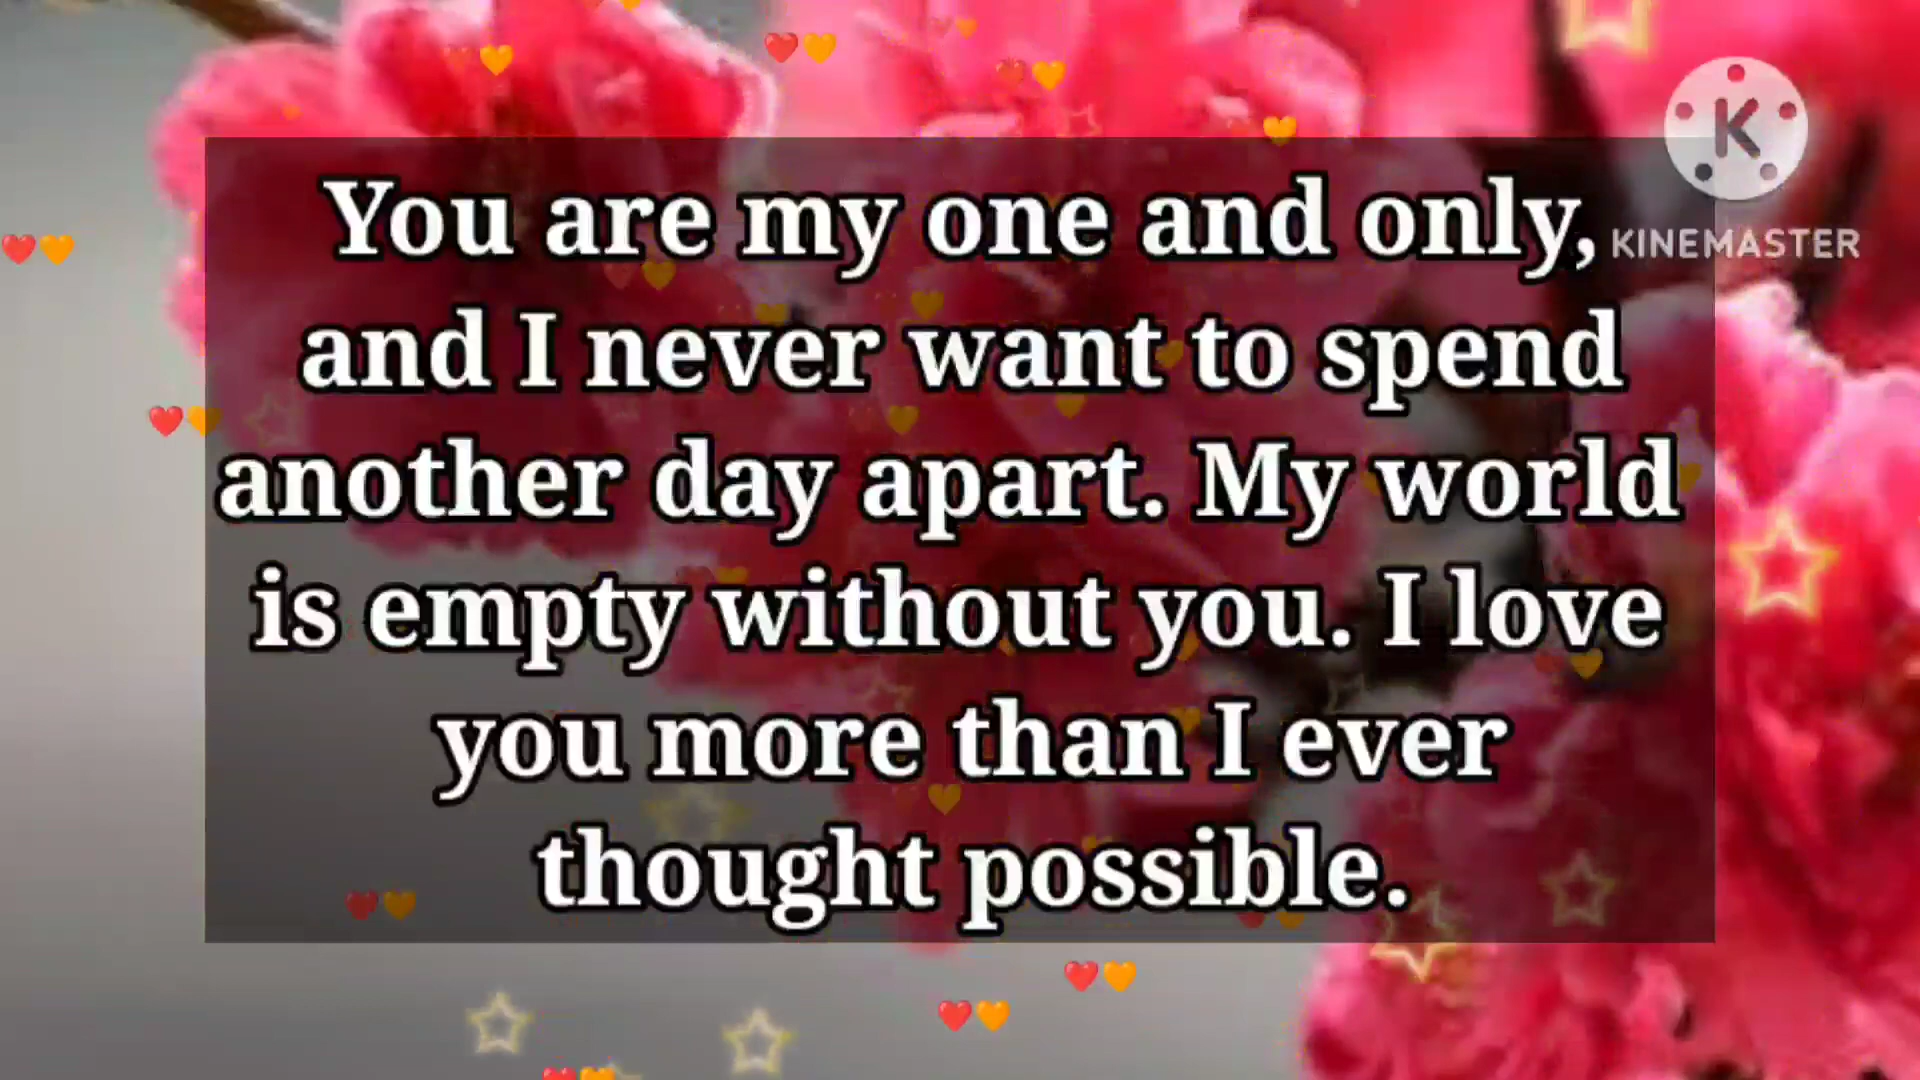 You are my one and only,
and I never want to spend
another day apart. My world
is empty without you. I love
you more than I ever
thought possible.
K
KINEMASTER